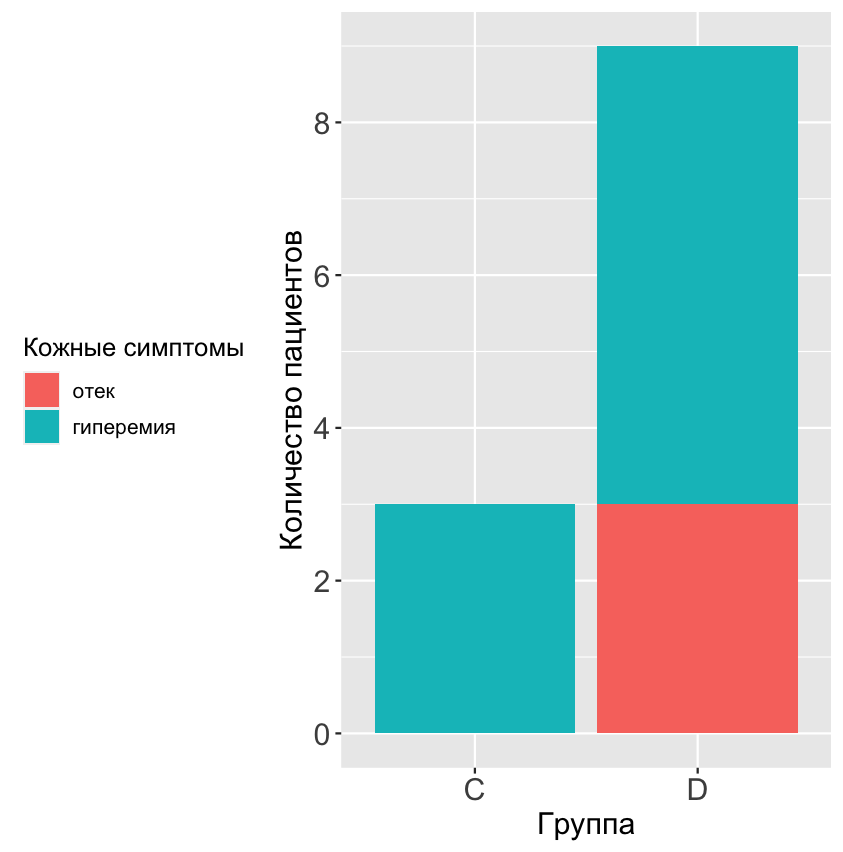 Кожные симптомы
отек
гиперемия
Количество пациентов
8
6
4
2
0
C
D
Группа